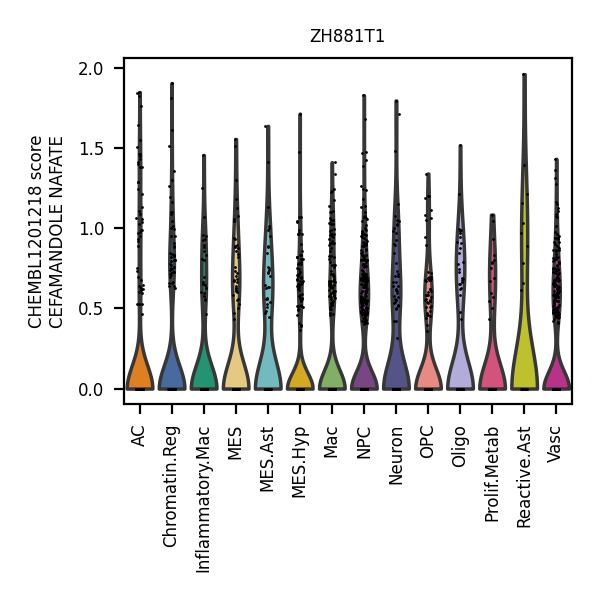 ZH881T1
CHEMBL1201218 score
CEFAMANDOLE NAFATE
2.0
1.5
1.0
0.5
0.0
AC
Chromatin.Reg
Inflammatory.Mac
MES
MES.Ast
MES.Hyp
Mac
NPC
Neuron
OPC
Oligo
Prolif.Metab
Reactive.Ast
Vasc